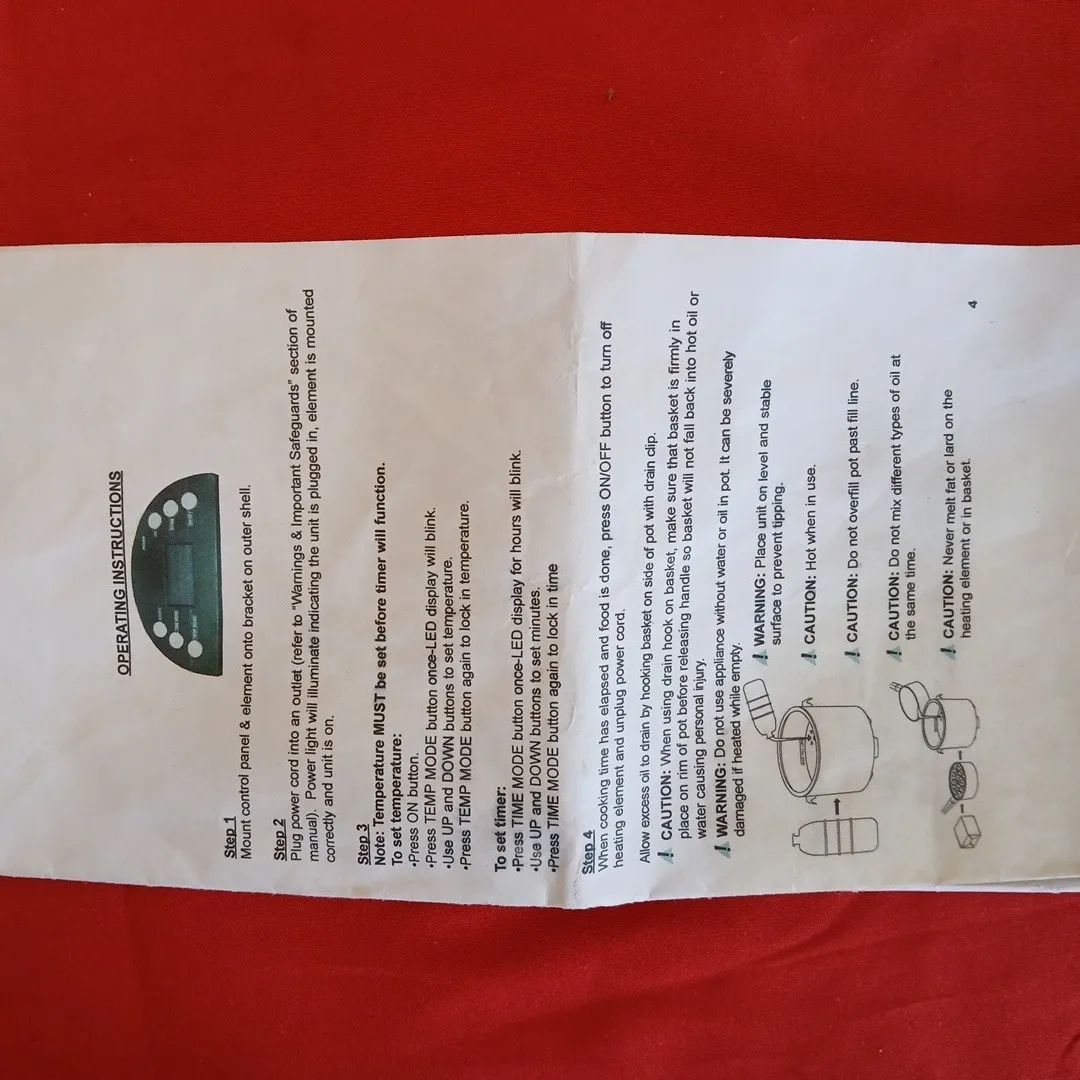 OPERATING INSTRUCTIONS
Step 1
Mount control panel & element onto bracket on outer shell.
Step 2
Plug power cord into an outlet (refer to “Warnings & Important Safeguards” section of
manual). Power light will illuminate indicating the unit is plugged in, element is mounted
correctly and unit is on.
Step 3
Note: Temperature MUST be set before timer will function.
To set temperature:
•Press ON button.
•Press TEMP MODE button once-LED display will blink.
•Use UP and DOWN buttons to set temperature.
•Press TEMP MODE button again to lock in temperature.
To set timer:
•Press TIME MODE button once-LED display for hours will blink.
•Use UP and DOWN buttons to set minutes.
•Press TIME MODE button again to lock in time
Step 4
When cooking time has elapsed and food is done, press ON/OFF button to turn off
heating element and unplug power cord.
Allow excess oil to drain by hooking basket on side of pot with drain clip.
CAUTION: When using drain hook on basket, make sure that basket is firmly in
place on rim of pot before releasing handle so basket will not fall back into hot oil or
water causing personal injury.
WARNING: Do not use appliance without water or oil in pot. It can be severely
damaged if heated while empty.
WARNING: Place unit on level and stable
surface to prevent tipping.
CAUTION: Hot when in use.
CAUTION: Do not overfill pot past fill line.
CAUTION: Do not mix different types of oil at
the same time.
CAUTION: Never melt fat or lard on the
heating element or in basket.
4